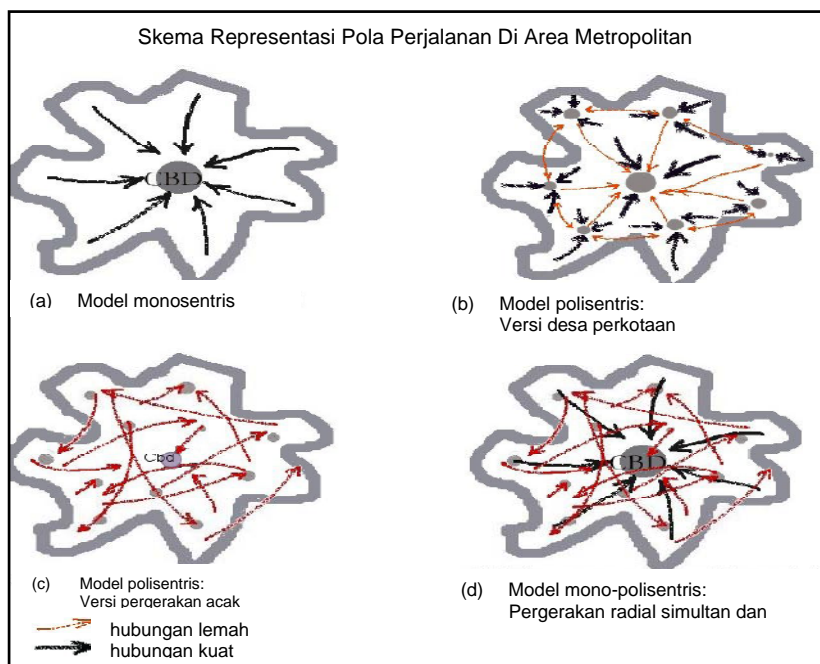 Skema Representasi Pola Perjalanan Di Area Metropolitan
CBD
(a) Model monosentris
(b) Model polisentris:
Versi desa perkotaan
Cbd
(c) Model polisentris:
Versi pergerakan acak
CBD
(d) Model mono-polisentris:
Pergerakan radial simultan dan
hubungan lemah
hubungan kuat